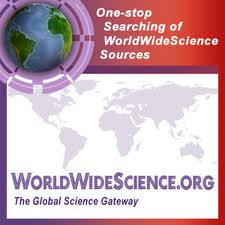 One-stop
Searching of
WorldWideScience
Sources
WORLDWIDESCIENCE.ORG
The Global Science Gateway